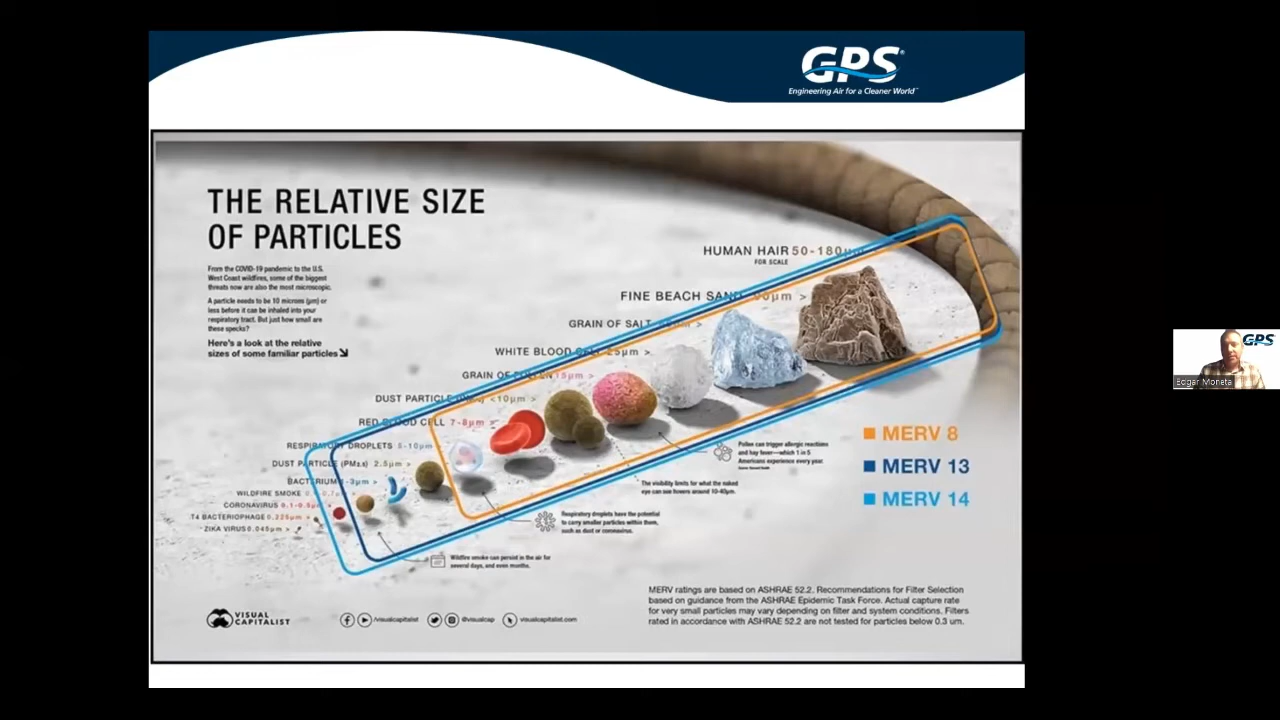 GPS
Engineering Air for a Cleaner World
THE RELATIVE SIZE
OF PARTICLES
From the COVID-19 pandemic to the U.S.
West Coast wildfires, some of the biggest
threats now are also the most microscopic.
A particle needs to be 10 microns (µm) or
less before it can be inhaled into your
respiratory tract. But just how small are
these specks?
Here's a look at the relative
sizes of some familiar particles
HUMAN HAIR 50-180µm
FOR SCALE
FINE BEACH SAND 90µm >
GRAIN OF SALT >
WHITE BLOOD CELL 25µm >
GRAIN OF POLLEN 15µm >
DUST PARTICLE <10µm >
RED BLOOD CELL 7-8µm >
RESPIRATORY DROPLETS 5-10µm
DUST PARTICLE (PM2.5) 2.5µm >
BACTERIUM 1-3µm >
WILDFIRE SMOKE
CORONAVIRUS 0.1-0.5µm
T4 BACTERIOPHAGE 0.225µm >
ZIKA VIRUS 0.045µm >
Pollen can trigger allergic reactions
and hay fever—which 1 in 5
Americans experience every year.
The visibility limits for what the naked
eye can see hovers around 10-40µm.
Respiratory droplets have the potential
to carry smaller particles within them,
such as dust or coronavirus.
Wildfire smoke can persist in the air for
several days, and even months.
MERV 8
MERV 13
MERV 14
MERV ratings are based on ASHRAE 52.2. Recommendations for Filter Selection
based on guidance from the ASHRAE Epidemic Task Force. Actual capture rate
for very small particles may vary depending on filter and system conditions. Filters
rated in accordance with ASHRAE 52.2 are not tested for particles below 0.3 um.
VISUAL
CAPITALIST
/visualcapitalist
@visualcap
visualcapitalist.com
GPS
Edgar Moneta